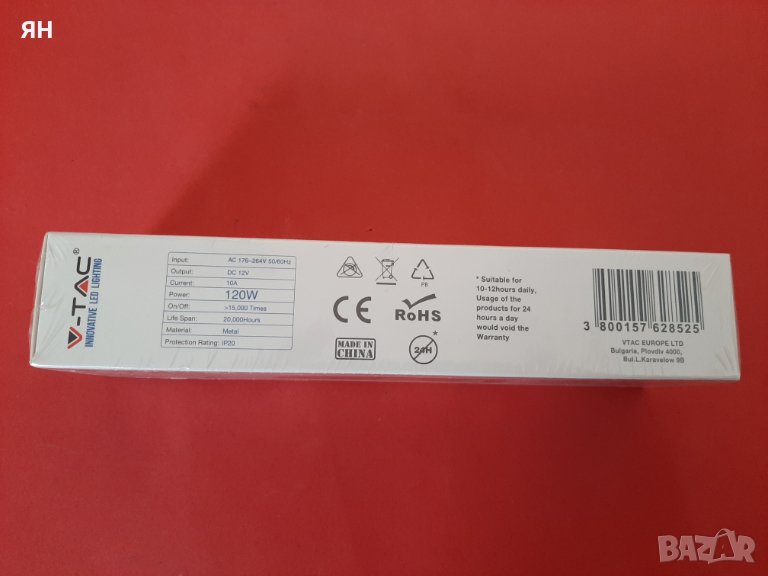 ЯН
V-TAC®
INNOVATIVE LED LIGHTING
Input: AC 176-264V 50/60Hz
Output: DC 12V
Current: 10A
Power: 120W
On/Off: >15,000 Times
Life Span: 20,000Hours
Material: Metal
Protection Rating: IP20
PB
CE
RoHS
MADE IN
CHINA
24H*
* Suitable for
10-12hours daily,
Usage of the
products for 24
hours a day
would void the
Warranty
3 800157 628525
VTAC EUROPE LTD
Bulgaria, Plovdiv 4000,
Bul.L.Karavelow 9B
BAZAR